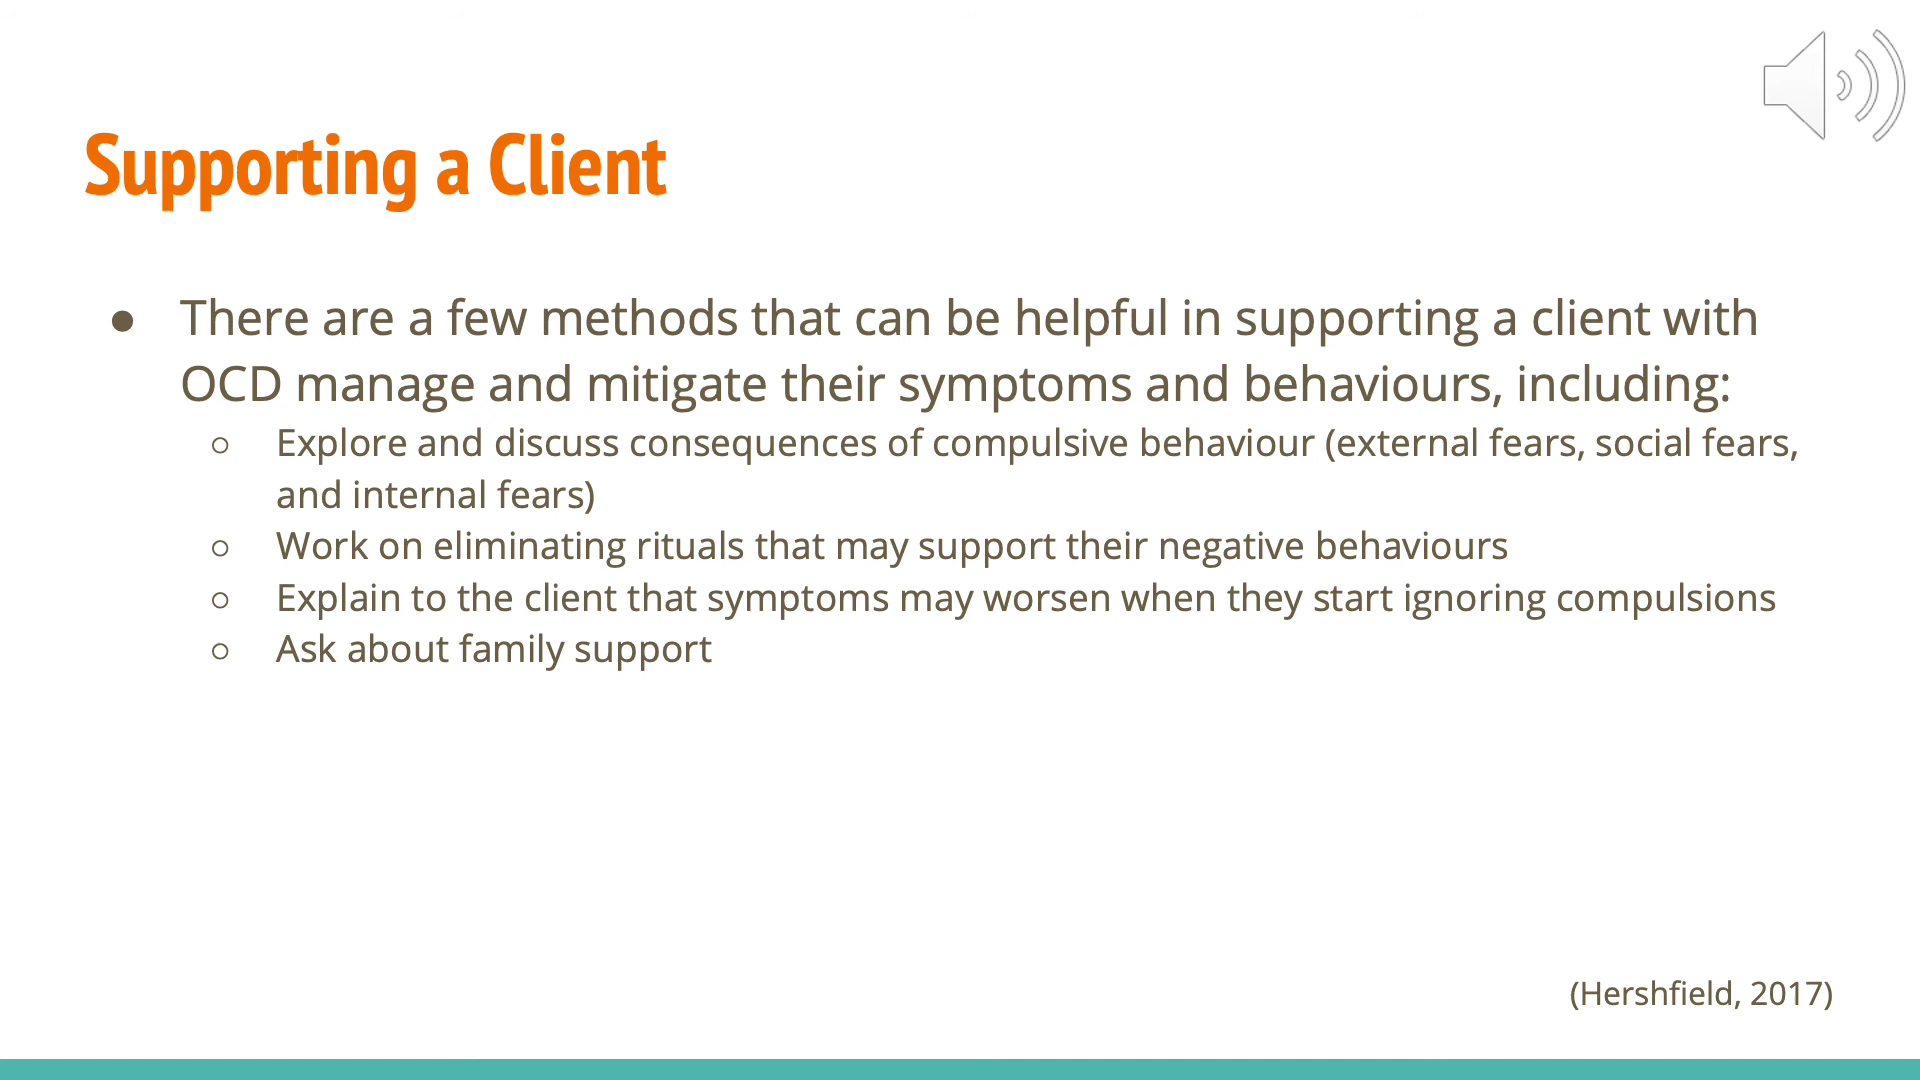 Supporting a Client
● There are a few methods that can be helpful in supporting a client with
OCD manage and mitigate their symptoms and behaviours, including:
○ Explore and discuss consequences of compulsive behaviour (external fears, social fears,
and internal fears)
○ Work on eliminating rituals that may support their negative behaviours
○ Explain to the client that symptoms may worsen when they start ignoring compulsions
○ Ask about family support
(Hershfield, 2017)